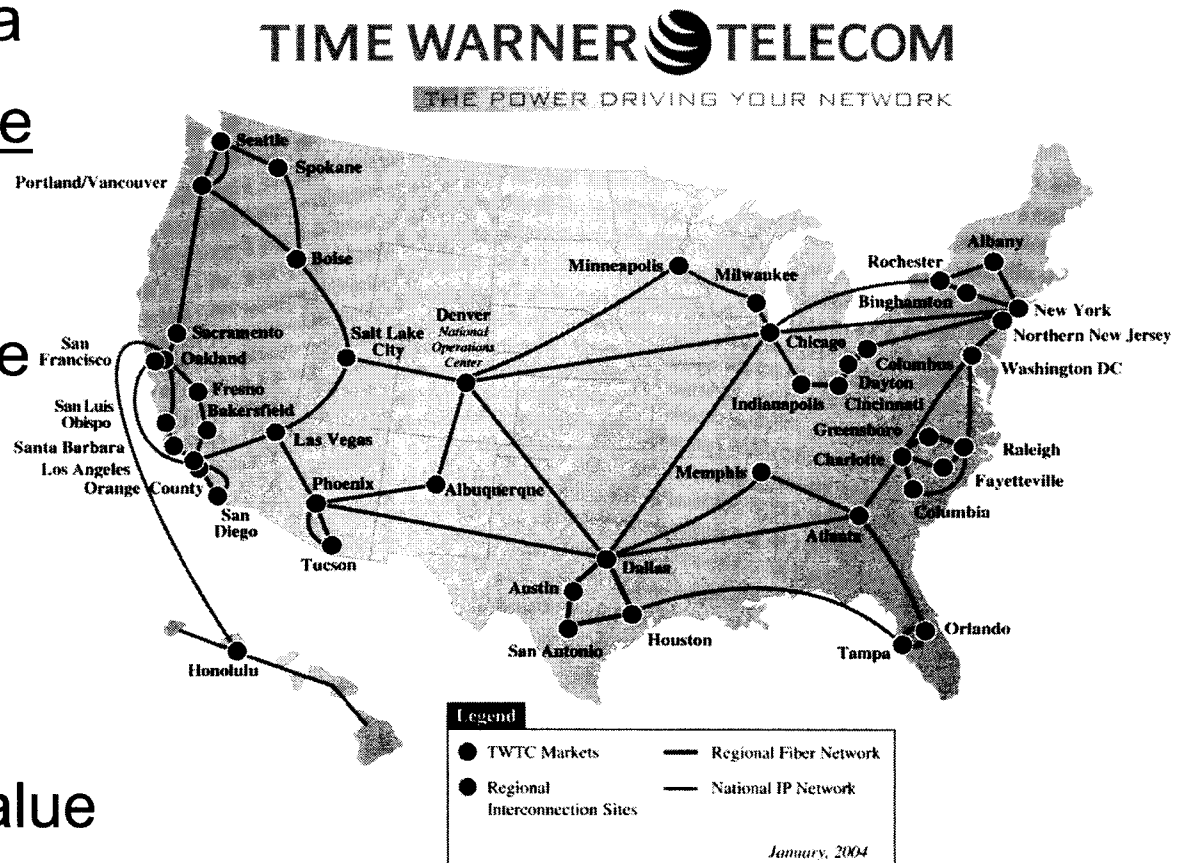 a
TIME WARNER TELECOM
THE POWER DRIVING YOUR NETWORK
e
Seattle
Spokane
Portland/Vancouver
Boise
Minneapolis
Milwaukee
Rochester
Albany
Binghamton
New York
Northern New Jersey
Washington DC
Sacramento
San
Francisco
Oakland
e
Salt Lake
City
Denver
National
Operations
Center
Chicago
Columbus
Dayton
Indianapolis
Cincinnati
Fresno
San Luis
Obispo
Bakersfield
Santa Barbara
Las Vegas
Los Angeles
Orange County
San
Diego
Phoenix
Albuquerque
Tucson
Memphis
Greensboro
Charlotte
Raleigh
Fayetteville
Columbia
Atlanta
Dallas
Austin
San Antonio
Houston
Tampa
Orlando
Honolulu
Legend
TWTC Markets
Regional Fiber Network
Regional
Interconnection Sites
National IP Network
January, 2004
alue